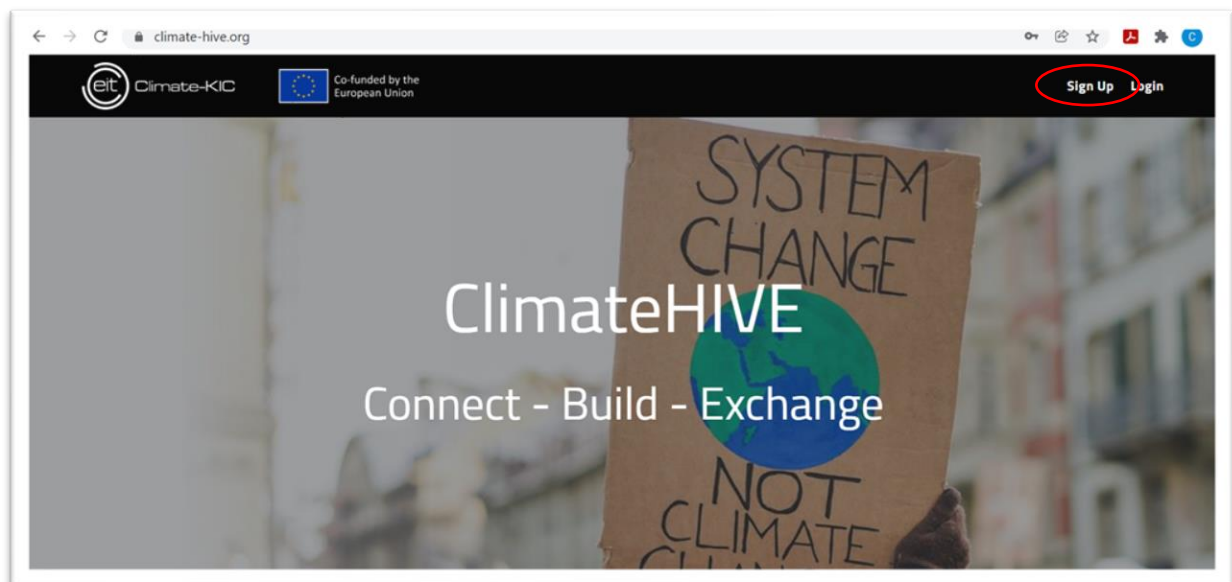 climate-hive.org
C
eit Climate-KIC
Co-funded by the
European Union
Sign Up Login
SYSTEM
CHANGE
ClimateHIVE
Connect - Build - Exchange
NOT
CLIMATE